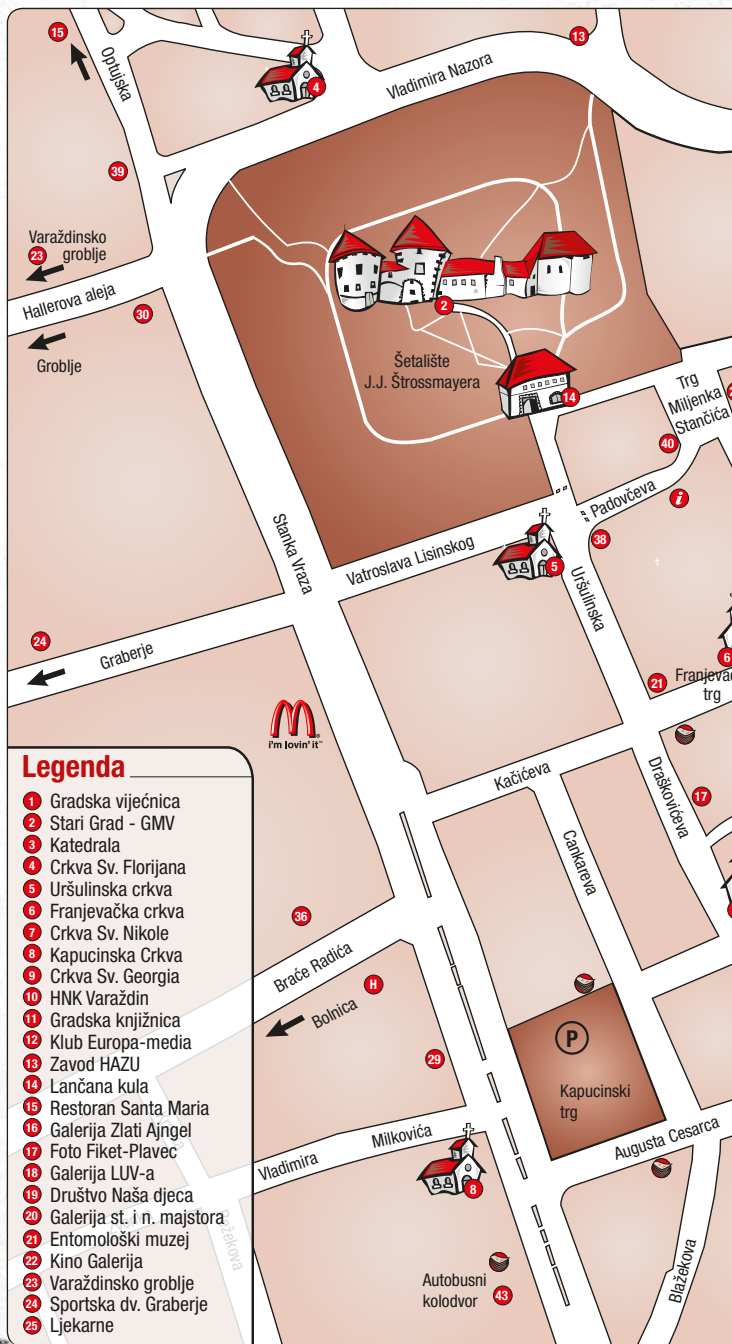 15
Optujska
4
13
Vladimira Nazora
39
Varaždinsko
groblje
23
Hallerova aleja
30
Groblje
2
Šetalište
J.J. Štrossmayera
14
Trg
Miljenka
Stančića
40
Padovčeva
i
38
Stanka Vraza
Vatroslava Lisinskog
5
Uršulinska
24
Graberje
6
21
Franjevač
trg
i'm lovin' it™
Kačićeva
Draškovićeva
17
Cankareva
36
Braće Radića
H
Bolnica
P
Kapucinski
trg
29
Vladimira
Milkovića
8
Augusta Cesarca
Blažekova
Autobusni
kolodvor
43
Legenda
1 Gradska vijećnica
2 Stari Grad - GMV
3 Katedrala
4 Crkva Sv. Florijana
5 Uršulinska crkva
6 Franjevačka crkva
7 Crkva Sv. Nikole
8 Kapucinska Crkva
9 Crkva Sv. Georgia
10 HNK Varaždin
11 Gradska knjižnica
12 Klub Europa-media
13 Zavod HAZU
14 Lančana kula
15 Restoran Santa Maria
16 Galerija Zlati Ajngel
17 Foto Fiket-Plavec
18 Galerija LUV-a
19 Društvo Naša djeca
20 Galerija st. i n. majstora
21 Entomološki muzej
22 Kino Galerija
23 Varaždinsko groblje
24 Sportska dv. Graberje
25 Ljekarne